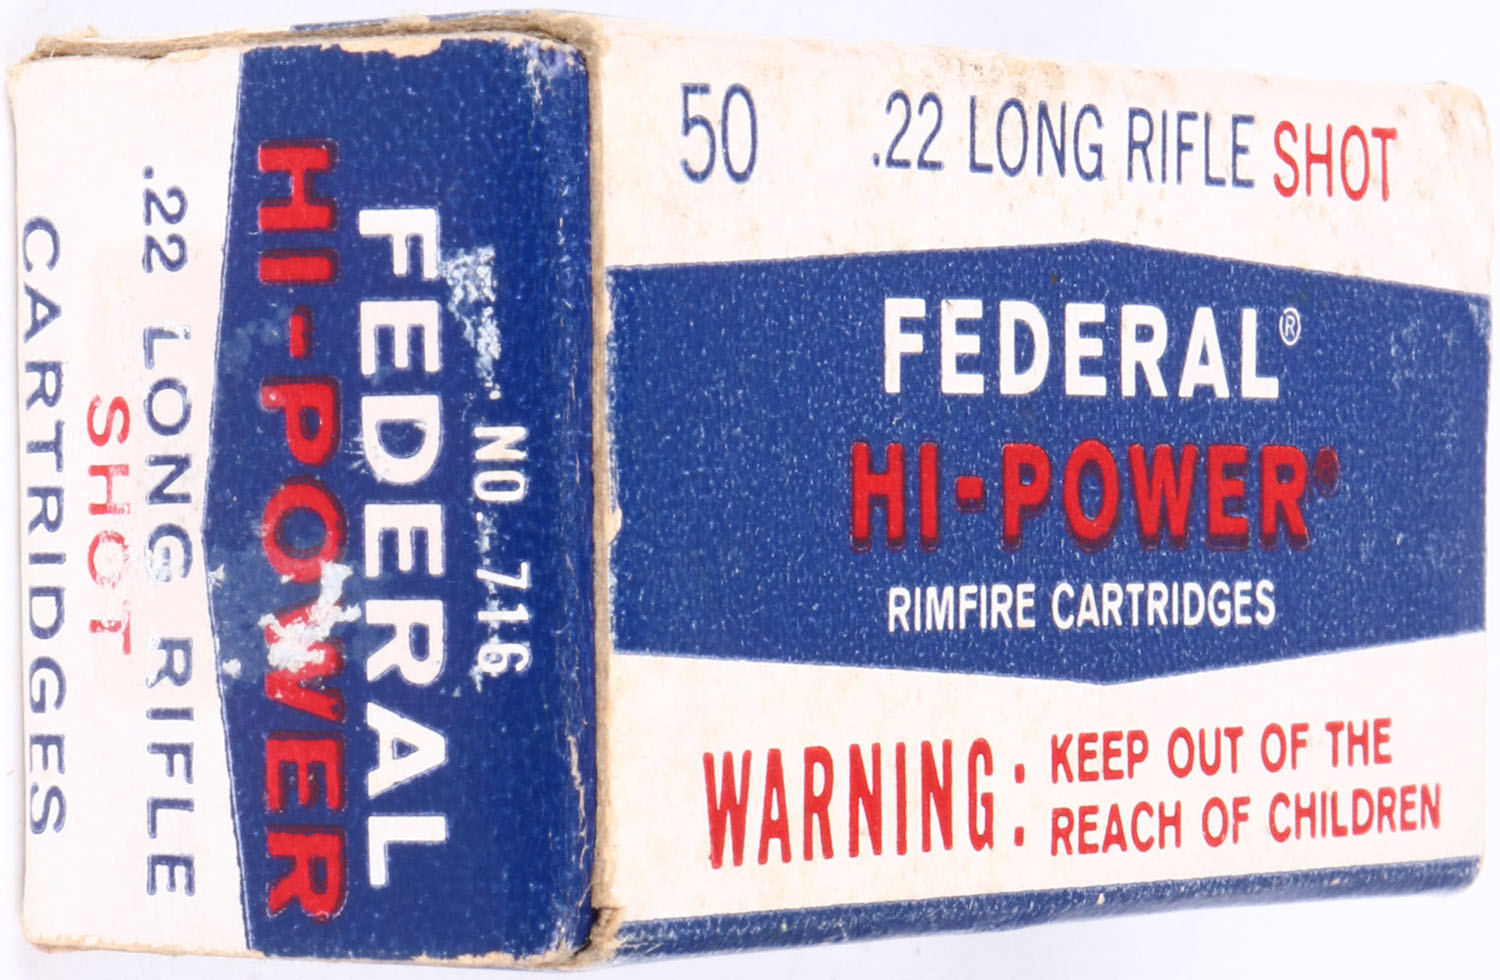 50 .22 LONG RIFLE SHOT
FEDERAL®
HI-POWER®
RIMFIRE CARTRIDGES
WARNING: KEEP OUT OF THE
REACH OF CHILDREN
NO. 716
FEDERAL
HI-POWER
.22 LONG RIFLE
SHOT
CARTRIDGES